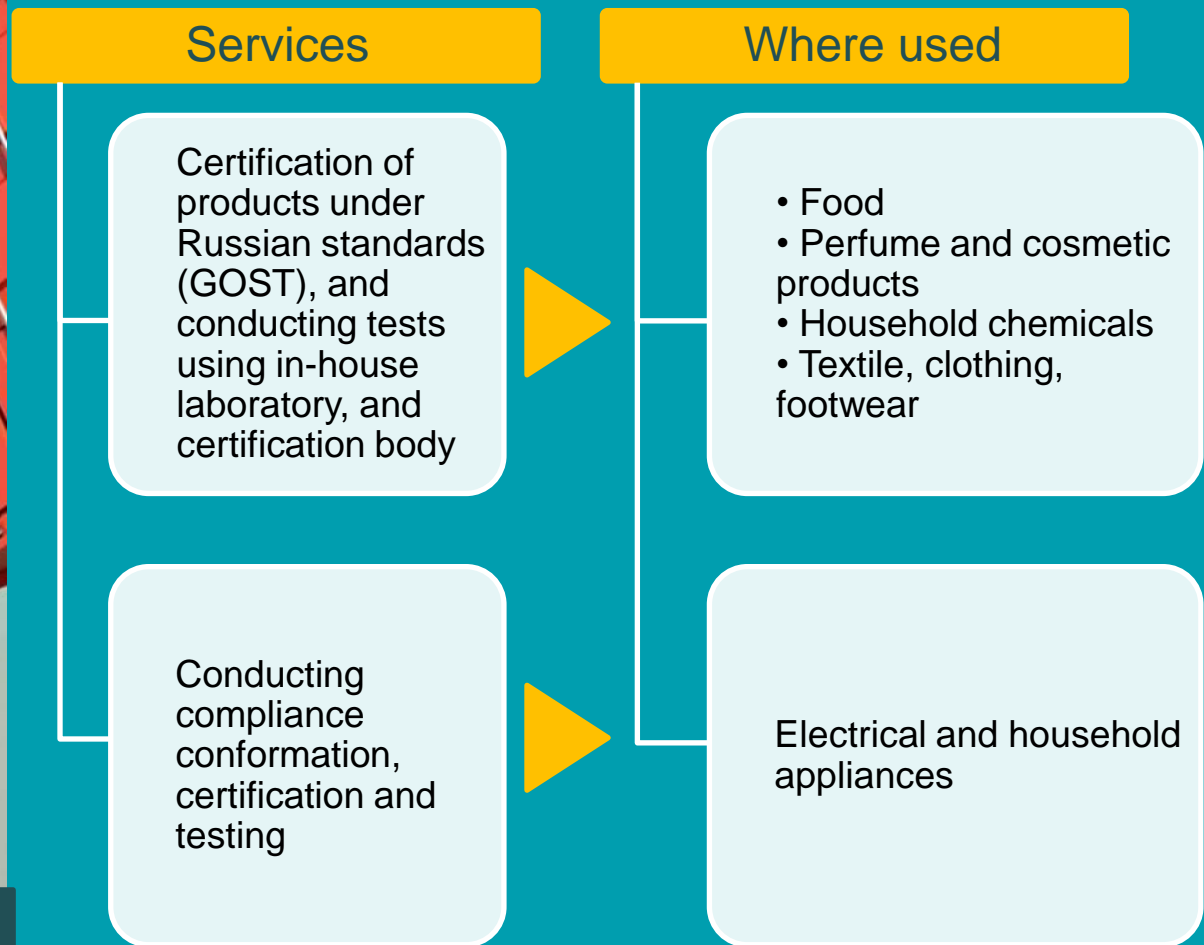 Services
Where used
Certification of
products under
Russian standards
(GOST), and
conducting tests
using in-house
laboratory, and
certification body
• Food
• Perfume and cosmetic
products
• Household chemicals
• Textile, clothing,
footwear
Conducting
compliance
conformation,
certification and
testing
Electrical and household
appliances